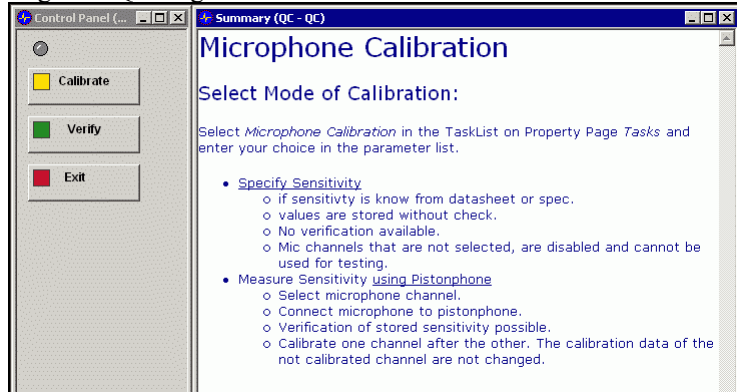 Control Panel (...
Calibrate
Verify
Exit
Summary (QC - QC)
Microphone Calibration
Select Mode of Calibration:
Select Microphone Calibration in the TaskList on Property Page Tasks and
enter your choice in the parameter list.
• Specify Sensitivity
o if sensitivty is know from datasheet or spec.
o values are stored without check.
o No verification available.
o Mic channels that are not selected, are disabled and cannot be
used for testing.
• Measure Sensitivity using Pistonphone
o Select microphone channel.
o Connect microphone to pistonphone.
o Verification of stored sensitivity possible.
o Calibrate one channel after the other. The calibration data of the
not calibrated channel are not changed.